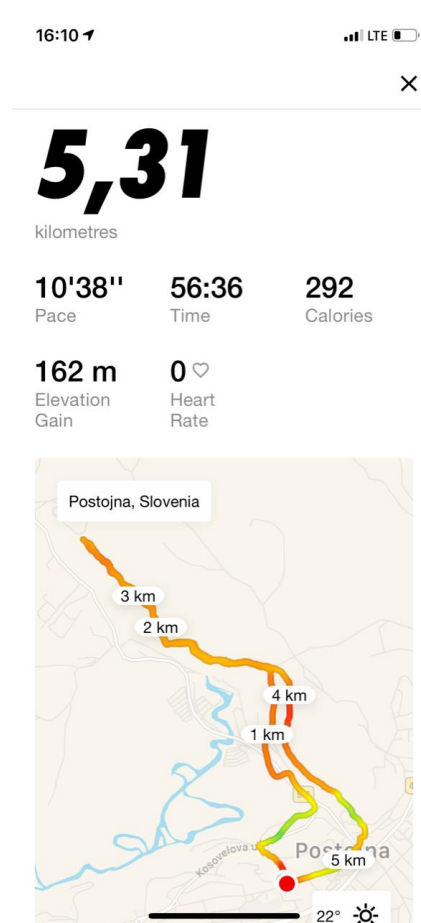 16:10 LTE
5,31
kilometres
10'38'' 56:36 292
Pace Time Calories
162 m 0
Elevation Gain Heart Rate
Postojna, Slovenia
3 km
2 km
4 km
1 km
Kosovelova u
5 km
22°